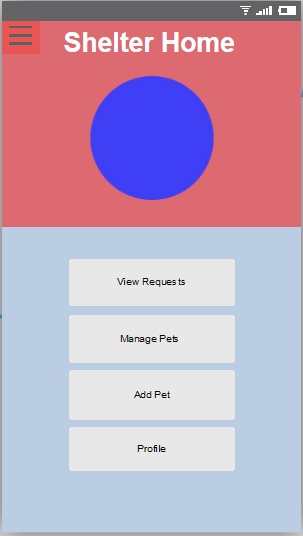 Shelter Home
View Requests
Manage Pets
Add Pet
Profile